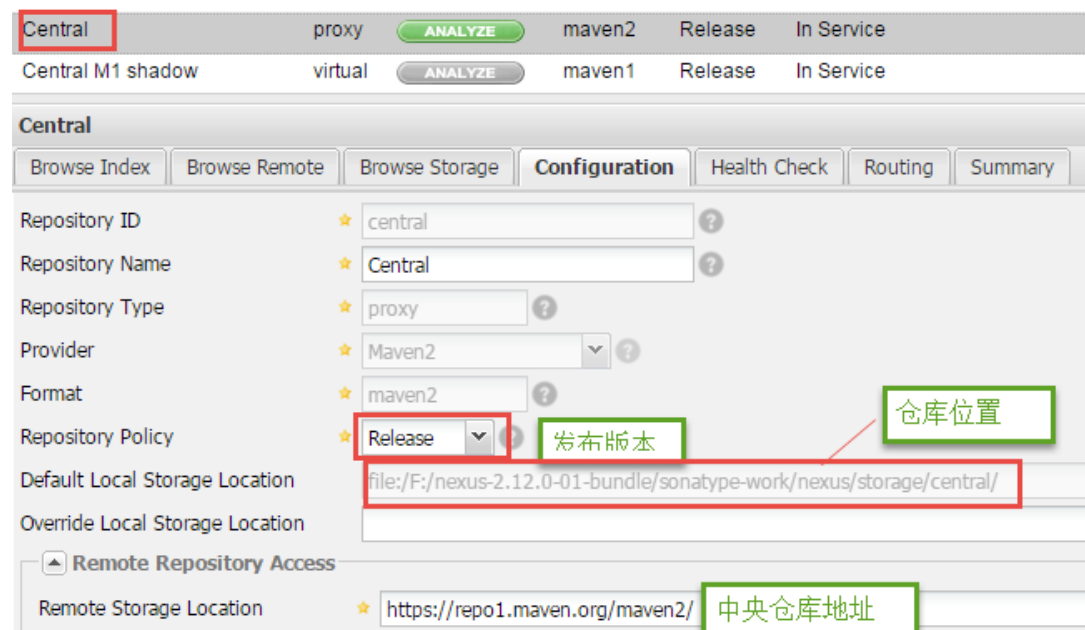 Central proxy ANALYZE maven2 Release In Service
Central M1 shadow virtual ANALYZE maven1 Release In Service
Central
Browse Index Browse Remote Browse Storage Configuration Health Check Routing Summary
Repository ID central
Repository Name Central
Repository Type proxy
Provider Maven2
Format maven2
仓库位置
Repository Policy Release 发布版本
Default Local Storage Location file:/F:/nexus-2.12.0-01-bundle/sonatype-work/nexus/storage/central/
Override Local Storage Location
Remote Repository Access
Remote Storage Location https://repo1.maven.org/maven2/ 中央仓库地址